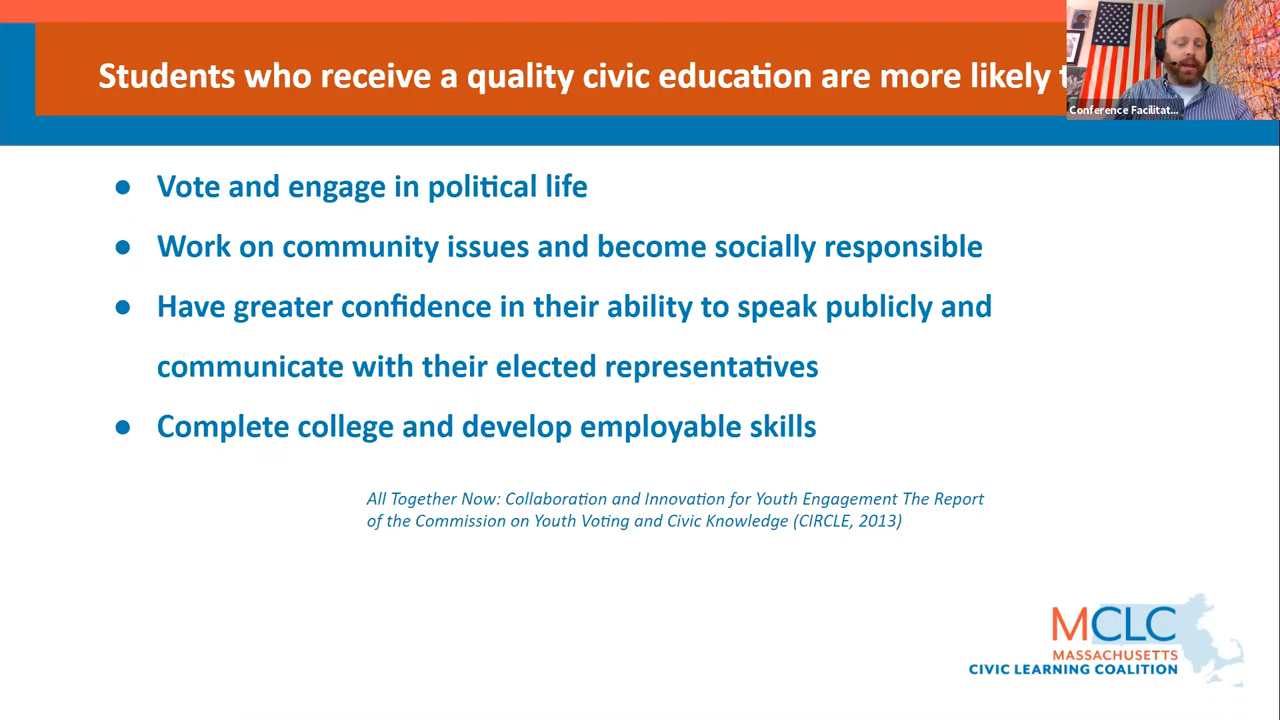 Students who receive a quality civic education are more likely
Conference Facilitat...
● Vote and engage in political life
● Work on community issues and become socially responsible
● Have greater confidence in their ability to speak publicly and
communicate with their elected representatives
● Complete college and develop employable skills
All Together Now: Collaboration and Innovation for Youth Engagement The Report
of the Commission on Youth Voting and Civic Knowledge (CIRCLE, 2013)
MCLC
MASSACHUSETTS
CIVIC LEARNING COALITION